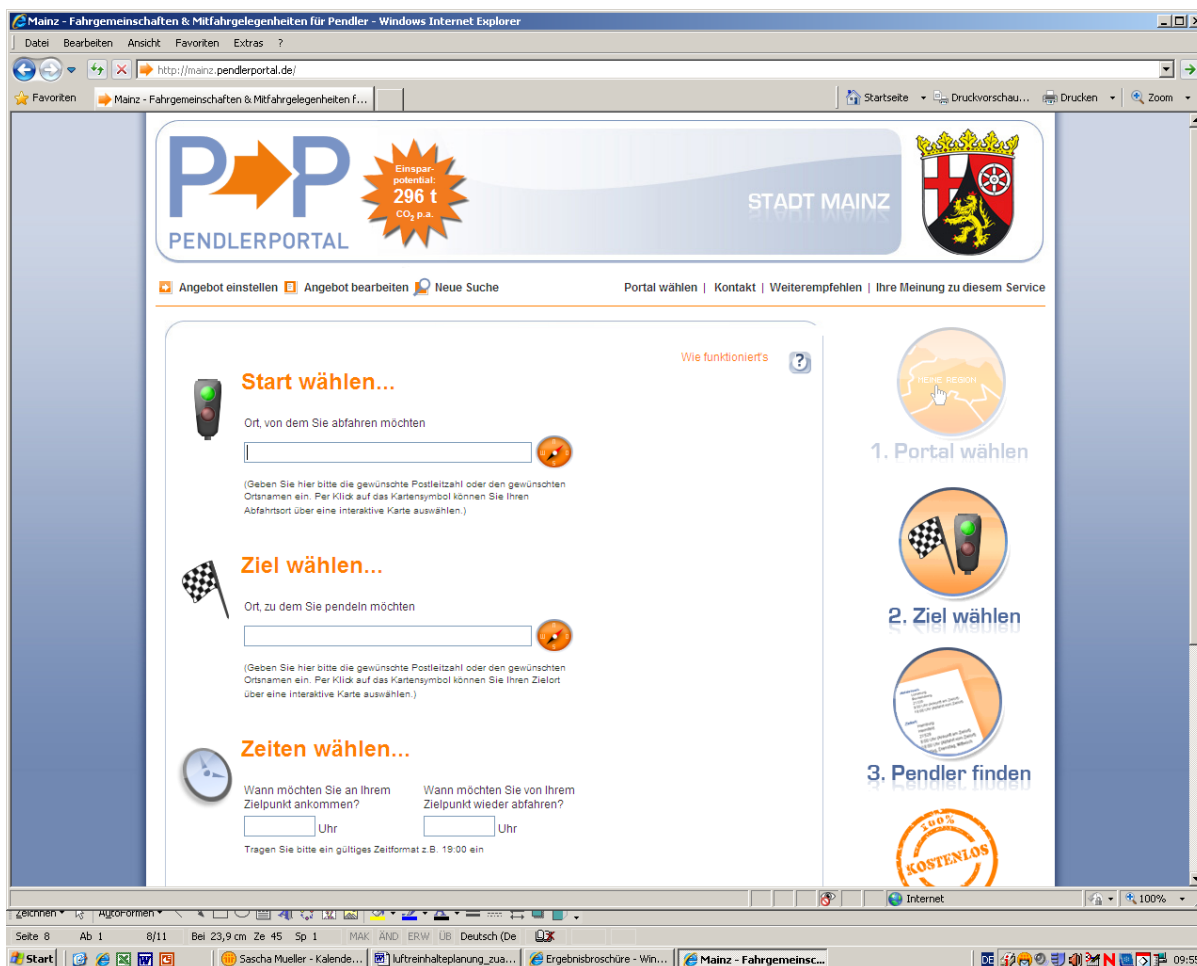 Mainz - Fahrgemeinschaften & Mitfahrgelegenheiten für Pendler - Windows Internet Explorer
Datei Bearbeiten Ansicht Favoriten Extras ?
http://mainz.pendlerportal.de/
Favoriten Mainz - Fahrgemeinschaften & Mitfahrgelegenheiten f... Startseite Druckvorschau... Drucken Zoom
P P
PENDLERPORTAL
Einspar-
potential:
296 t
CO2 p.a.
STADT MAINZ
Angebot einstellen Angebot bearbeiten Neue Suche Portal wählen | Kontakt | Weiterempfehlen | Ihre Meinung zu diesem Service
Wie funktioniert's ?
Start wählen...
Ort, von dem Sie abfahren möchten
(Geben Sie hier bitte die gewünschte Postleitzahl oder den gewünschten
Ortsnamen ein. Per Klick auf das Kartensymbol können Sie Ihren
Abfahrtsort über eine interaktive Karte auswählen.)
Ziel wählen...
Ort, zu dem Sie pendeln möchten
(Geben Sie hier bitte die gewünschte Postleitzahl oder den gewünschten
Ortsnamen ein. Per Klick auf das Kartensymbol können Sie Ihren Zielort
über eine interaktive Karte auswählen.)
Zeiten wählen...
Wann möchten Sie an Ihrem
Zielpunkt ankommen?
Uhr
Wann möchten Sie von Ihrem
Zielpunkt wieder abfahren?
Uhr
Tragen Sie bitte ein gültiges Zeitformat z.B. 19:00 ein
MEINE REGION
1. Portal wählen
2. Ziel wählen
3. Pendler finden
100%
KOSTENLOS
Internet 100%
Zeichnen AutoFormen
Seite 8 Ab 1 8/11 Bei 23,9 cm Ze 45 Sp 1 MAK ÄND ERW ÜB Deutsch (De
Start Sascha Mueller - Kalende... luftreinhalteplanung_zua... Ergebnisbroschüre - Win... Mainz - Fahrgemeinsc... DE 09:55